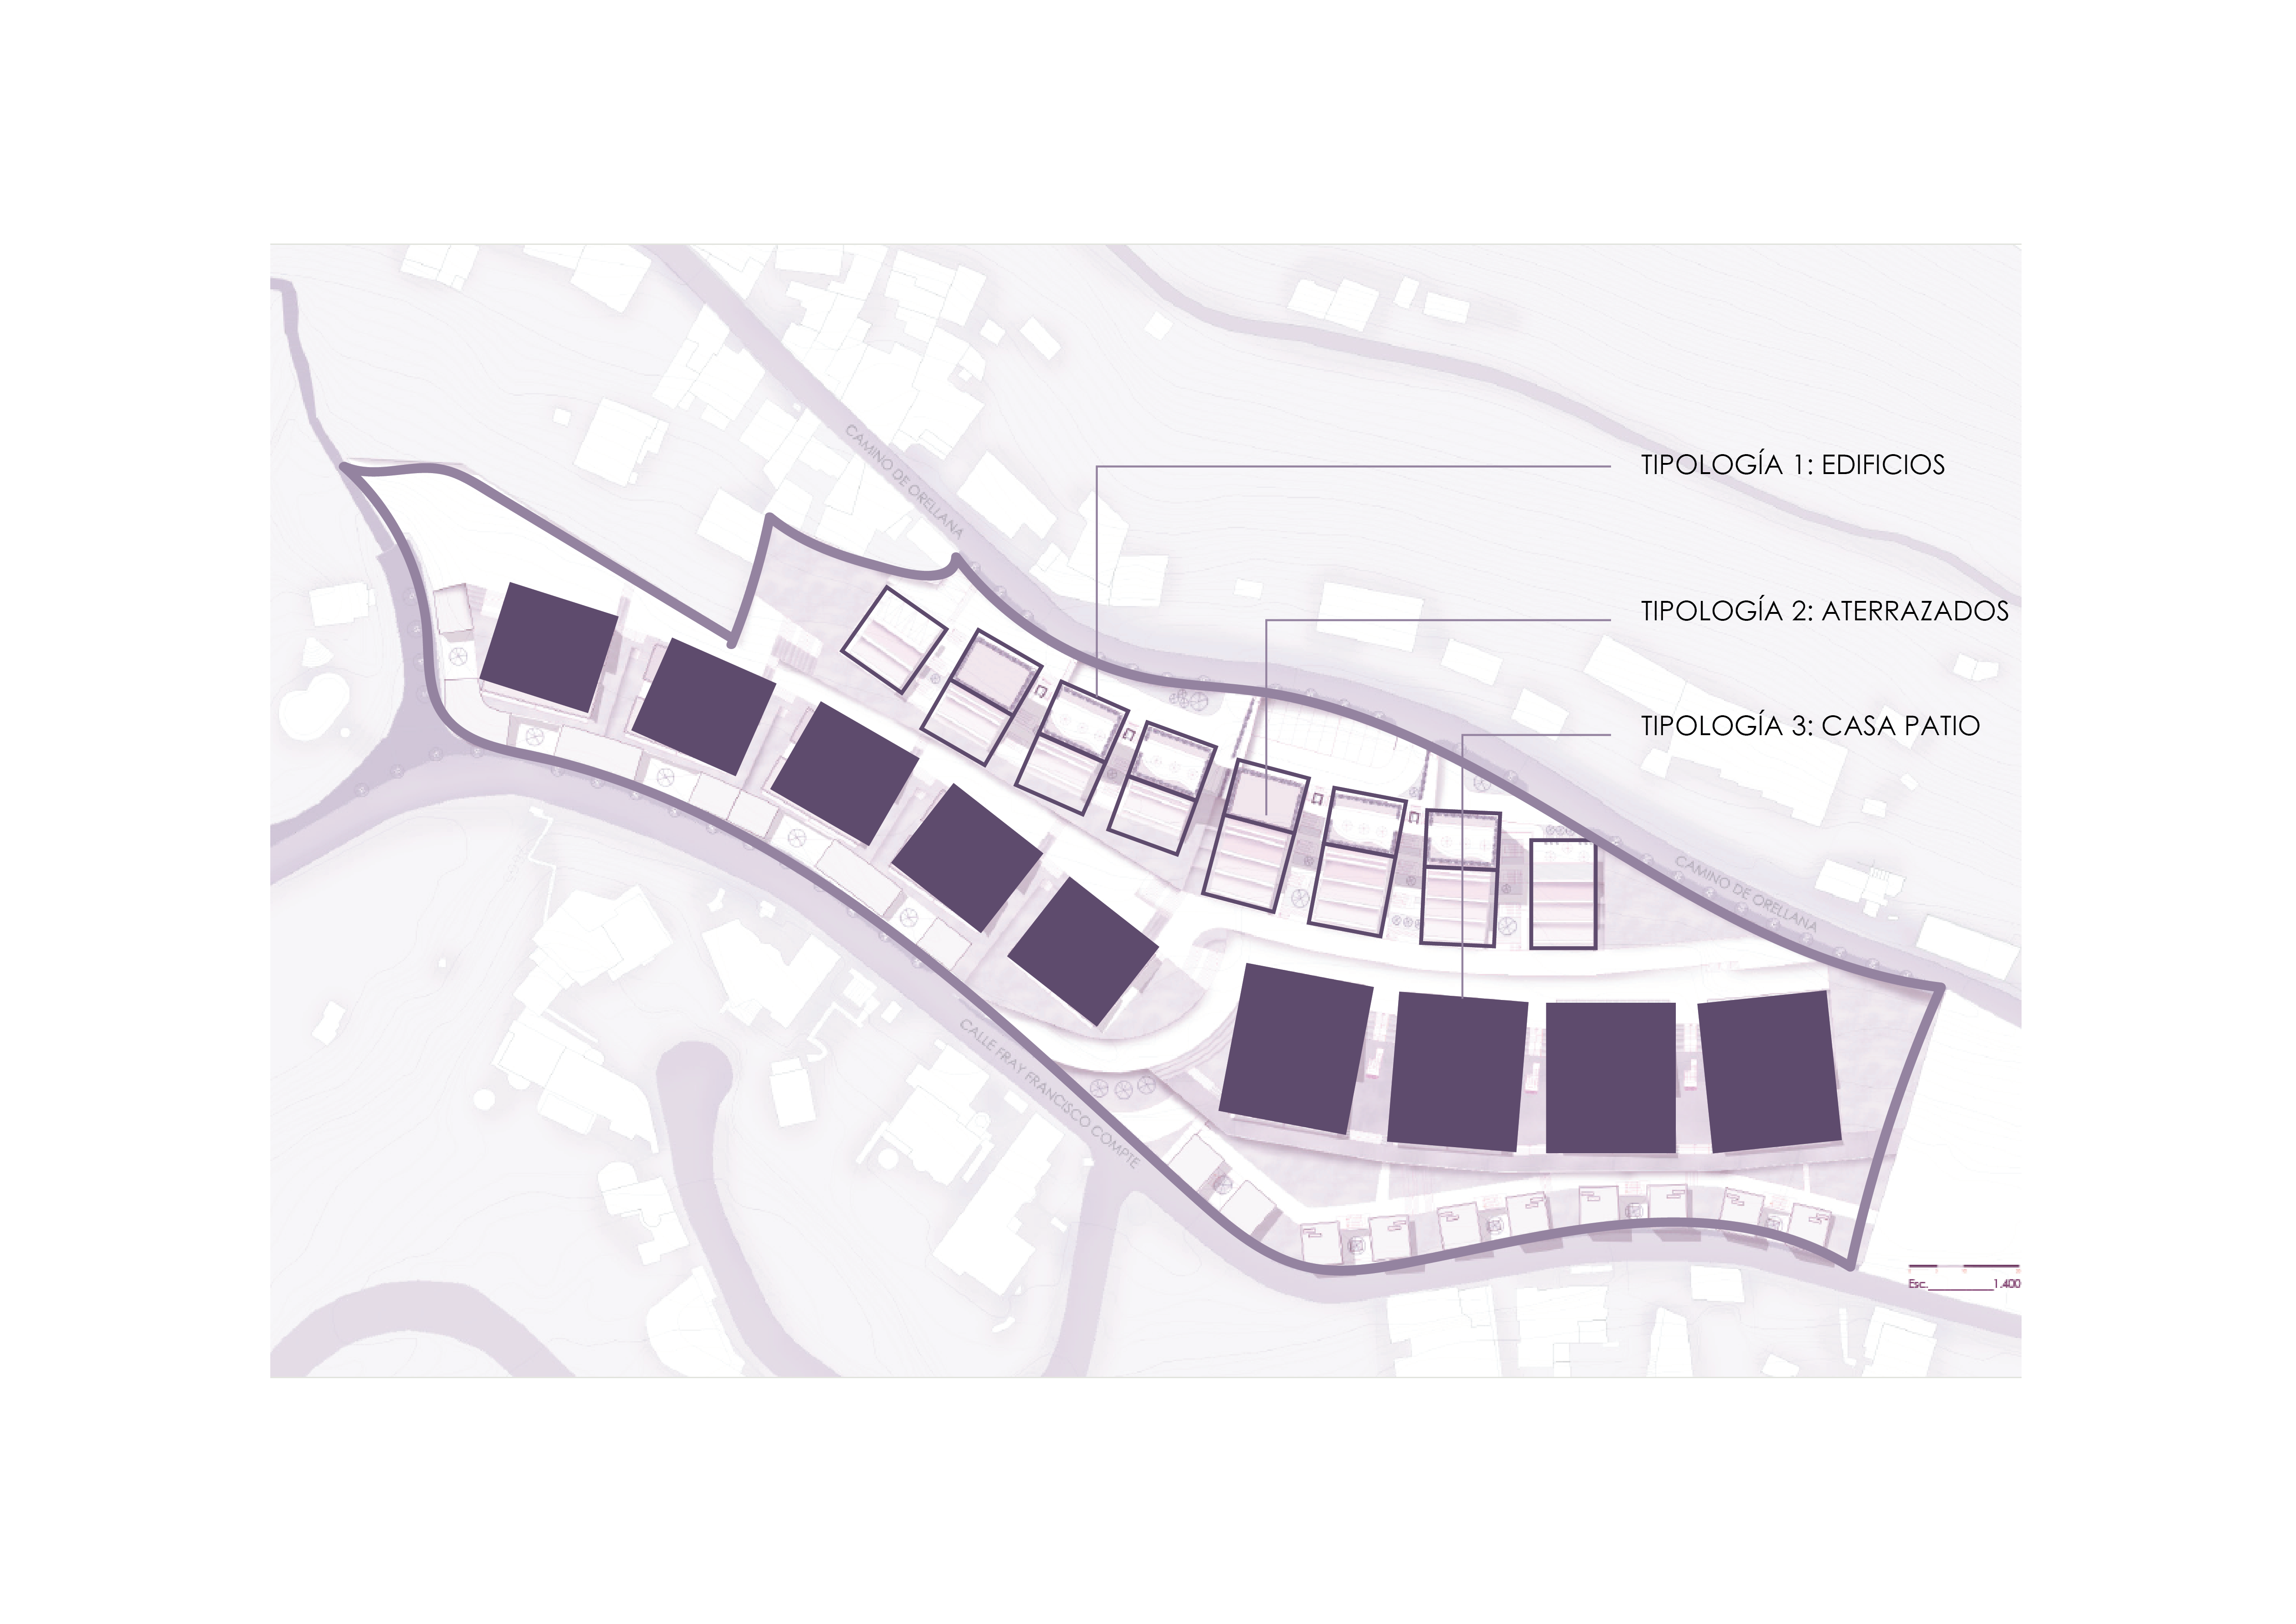 CAMINO DE ORELLANA
TIPOLOGÍA 1: EDIFICIOS
TIPOLOGÍA 2: ATERRAZADOS
TIPOLOGÍA 3: CASA PATIO
CAMINO DE ORELLANA
CALLE FRAY FRANCISCO COMPTE
Esc. 1.400